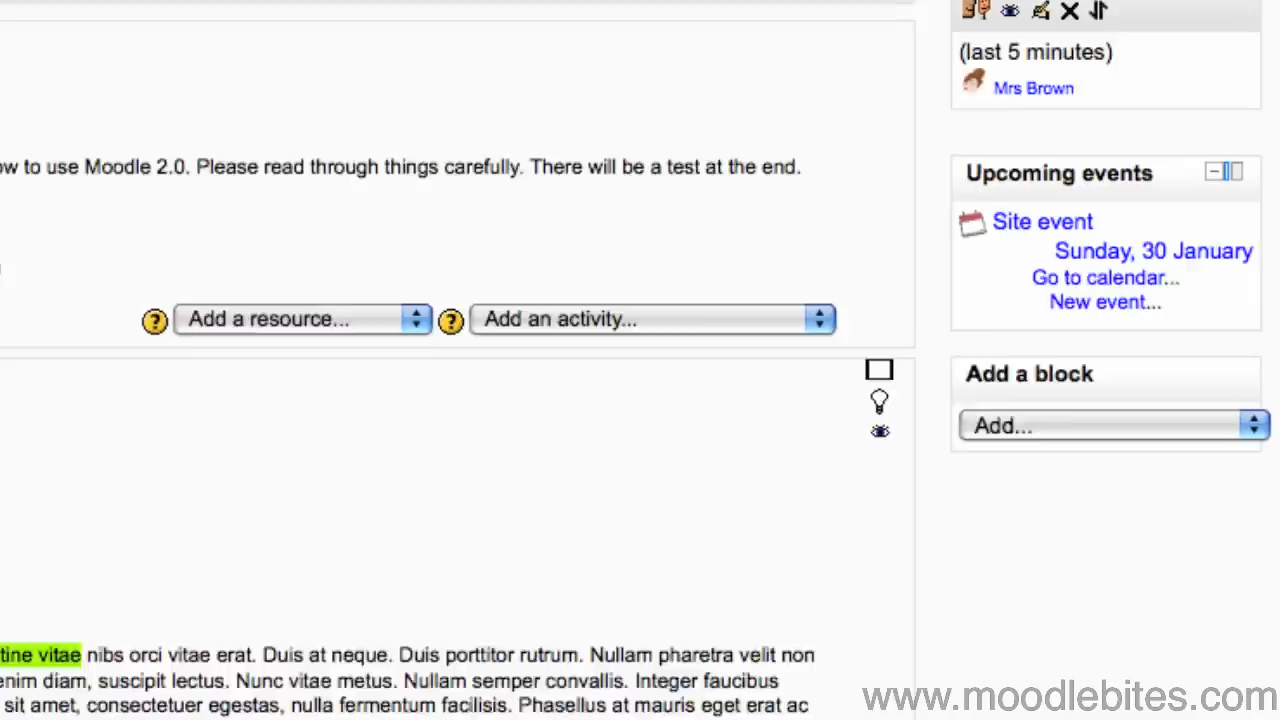 (last 5 minutes)
Mrs Brown
to use Moodle 2.0. Please read through things carefully. There will be a test at the end.
Upcoming events
Site event
Sunday, 30 January
Go to calendar...
New event...
Add a resource...
Add an activity...
Add a block
Add...
vitae nibs orci vitae erat. Duis at neque. Duis porttitor rutrum. Nullam pharetra velit non
diam, suscipit lectus. Nunc vitae metus. Nullam semper convallis. Integer faucibus
sit amet, consectetuer egestas, nulla fermentum facilisis. Phasellus at mauris eget erat ac
www.moodlebites.com